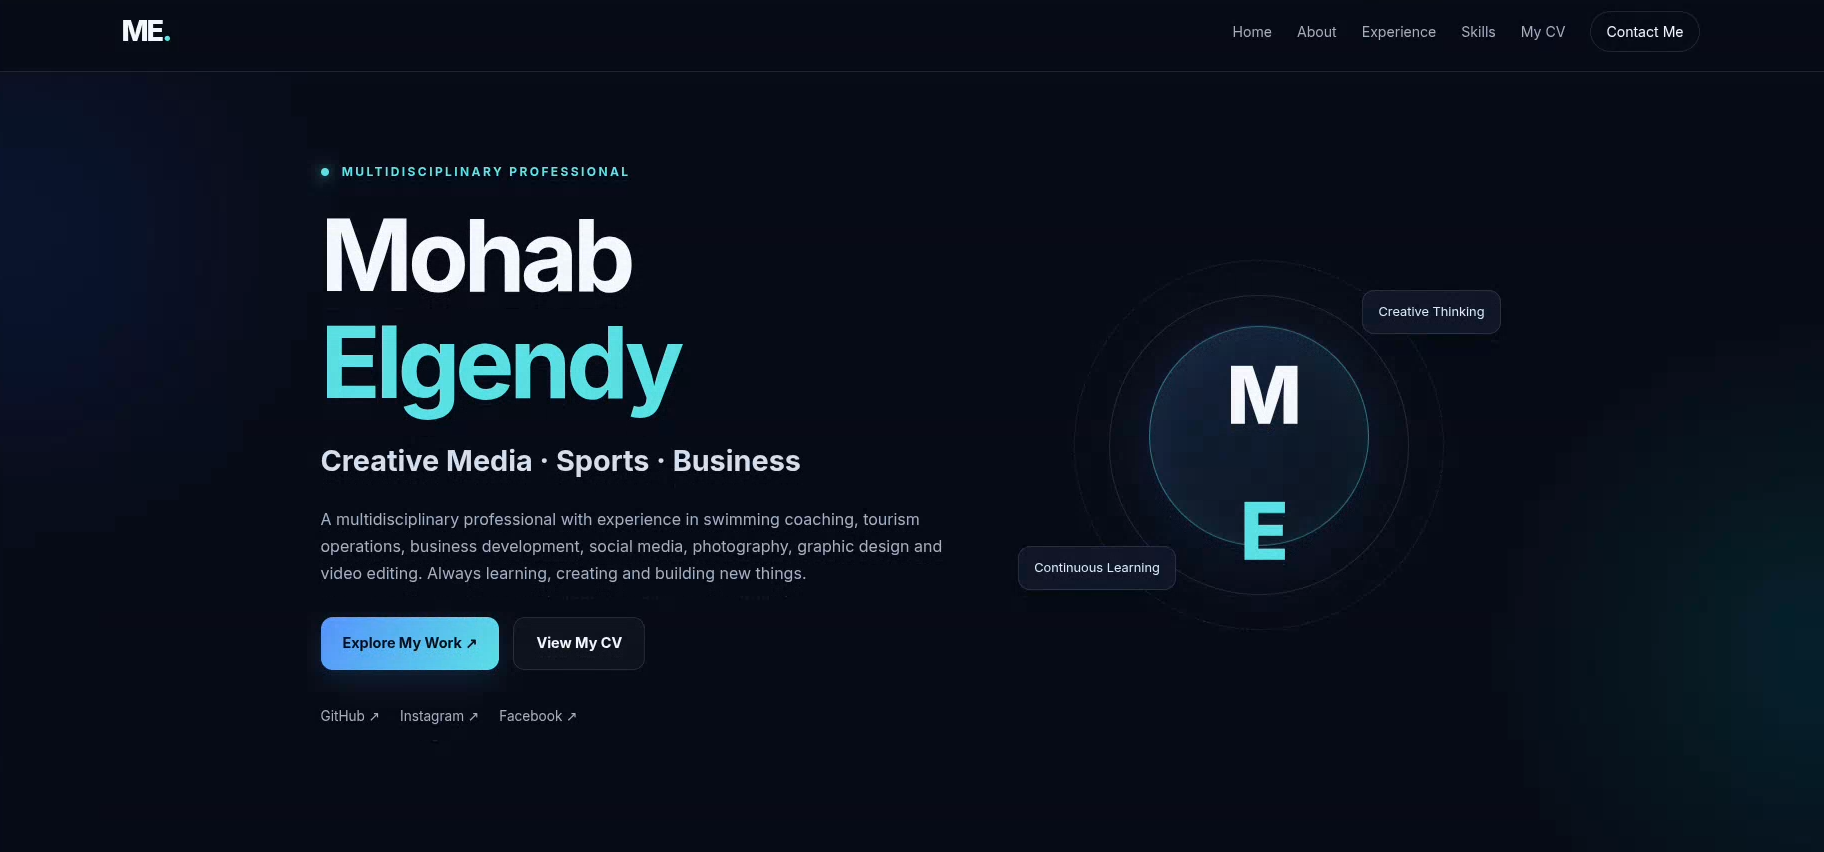 ME.
Home About Experience Skills My CV Contact Me
MULTIDISCIPLINARY PROFESSIONAL
Mohab
Elgendy
Creative Media · Sports · Business
A multidisciplinary professional with experience in swimming coaching, tourism
operations, business development, social media, photography, graphic design and
video editing. Always learning, creating and building new things.
Explore My Work ↗ View My CV
GitHub ↗ Instagram ↗ Facebook ↗
Creative Thinking
M
E
Continuous Learning